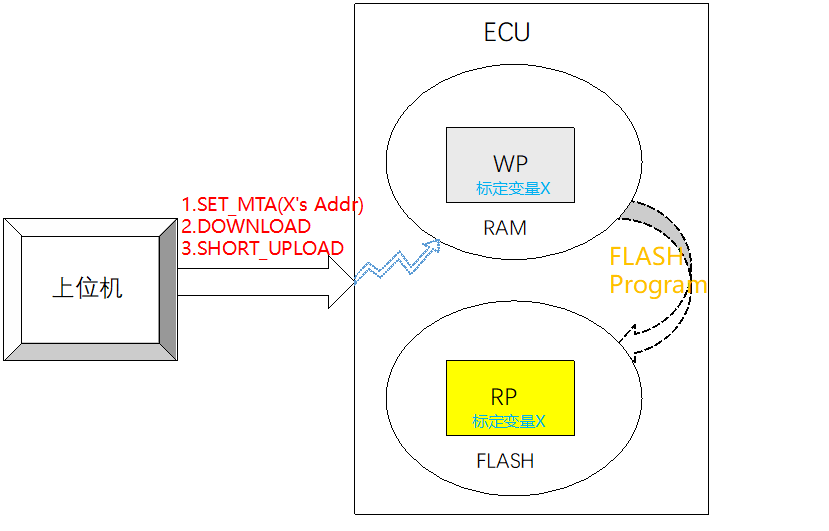 ECU
WP
标定变量X
RAM
1.SET_MTA(X's Addr)
2.DOWNLOAD
3.SHORT_UPLOAD
上位机
FLASH
Program
RP
标定变量X
FLASH